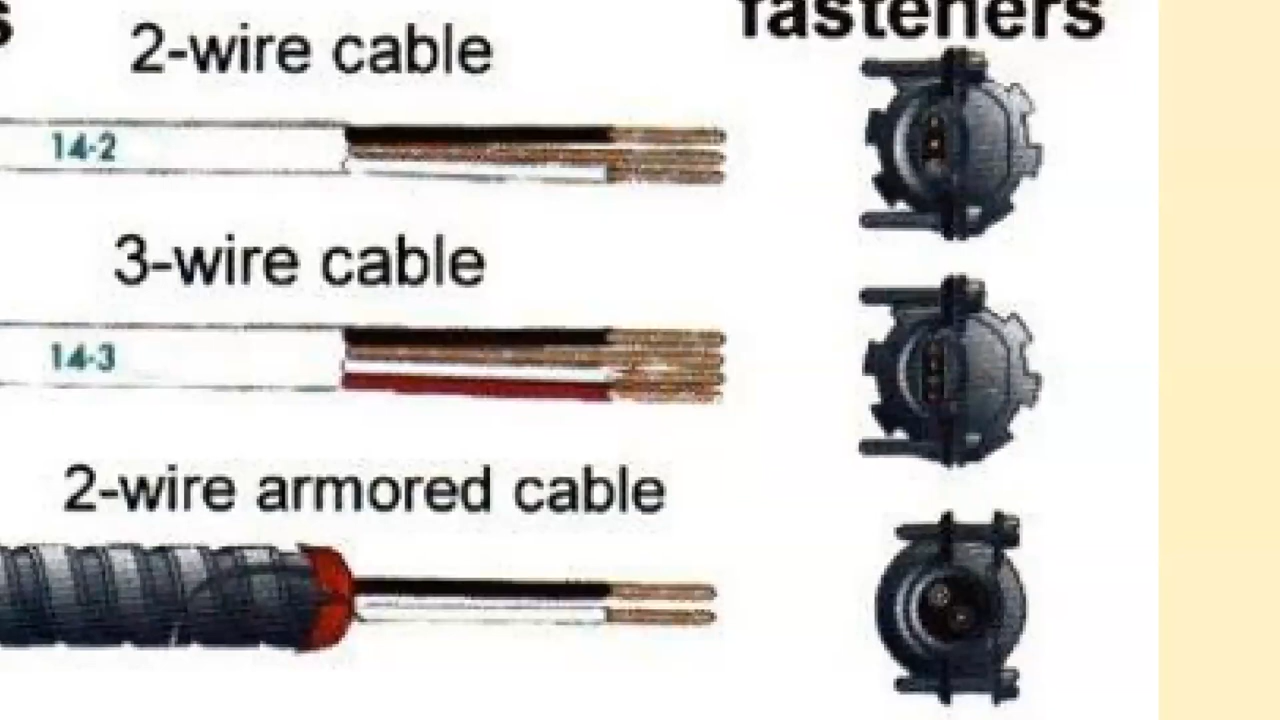 fasteners
2-wire cable
14-2
3-wire cable
14-3
2-wire armored cable